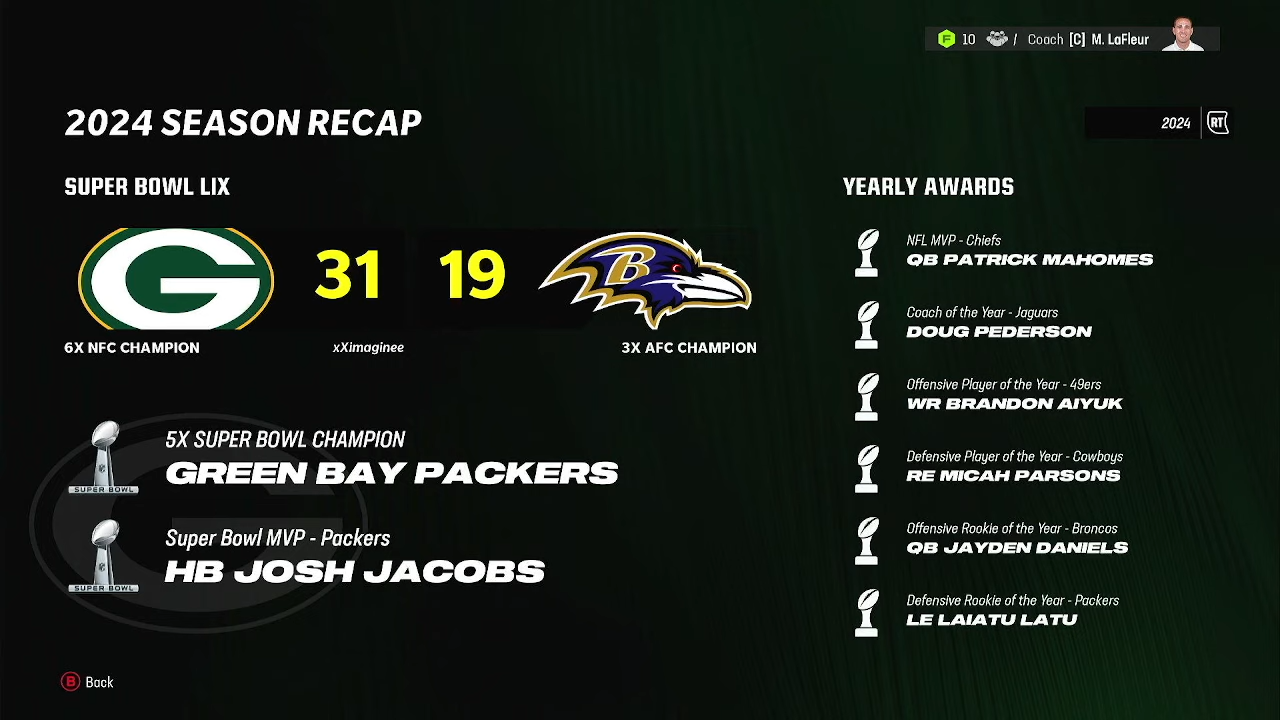 10 / Coach [C] M. LaFleur
2024 SEASON RECAP
2024 RT
SUPER BOWL LIX
G 31 19 B
6X NFC CHAMPION xXimaginee 3X AFC CHAMPION
5X SUPER BOWL CHAMPION
GREEN BAY PACKERS
SUPER BOWL
Super Bowl MVP - Packers
HB JOSH JACOBS
SUPER BOWL
YEARLY AWARDS
NFL MVP - Chiefs
QB PATRICK MAHOMES
Coach of the Year - Jaguars
DOUG PEDERSON
Offensive Player of the Year - 49ers
WR BRANDON AIYUK
Defensive Player of the Year - Cowboys
RE MICAH PARSONS
Offensive Rookie of the Year - Broncos
QB JAYDEN DANIELS
Defensive Rookie of the Year - Packers
LE LAIATU LATU
B Back